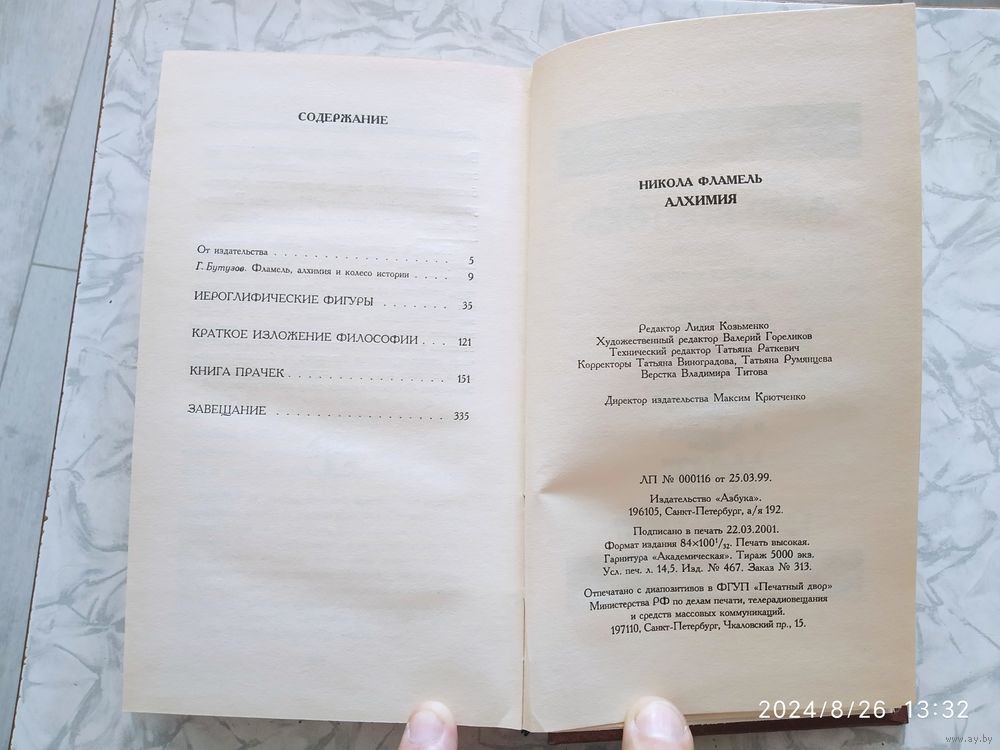 СОДЕРЖАНИЕ
От издательства . . . . . . . . . . . . . . . . . . . 5
Г. Бутузов. Фламель, алхимия и колесо истории . . . . 9
ИЕРОГЛИФИЧЕСКИЕ ФИГУРЫ . . . . . . . 35
КРАТКОЕ ИЗЛОЖЕНИЕ ФИЛОСОФИИ . . . 121
КНИГА ПРАЧЕК . . . . . . . . . . . . . . . . 151
ЗАВЕЩАНИЕ . . . . . . . . . . . . . . . . . . 335
НИКОЛА ФЛАМЕЛЬ
АЛХИМИЯ
Редактор Лидия Козьменко
Художественный редактор Валерий Гореликов
Технический редактор Татьяна Раткевич
Корректоры Татьяна Виноградова, Татьяна Румянцева
Верстка Владимира Титова
Директор издательства Максим Крютченко
ЛП № 000116 от 25.03.99.
Издательство «Азбука».
196105, Санкт-Петербург, а/я 192.
Подписано в печать 22.03.2001.
Формат издания 84×100¹/₃₂. Печать высокая.
Гарнитура «Академическая». Тираж 5000 экз.
Усл. печ. л. 14,5. Изд. № 467. Заказ № 313.
Отпечатано с диапозитивов в ФГУП «Печатный двор»
Министерства РФ по делам печати, телерадиовещания
и средств массовых коммуникаций.
197110, Санкт-Петербург, Чкаловский пр., 15.
2024/8/26 13:32
www.ay.by